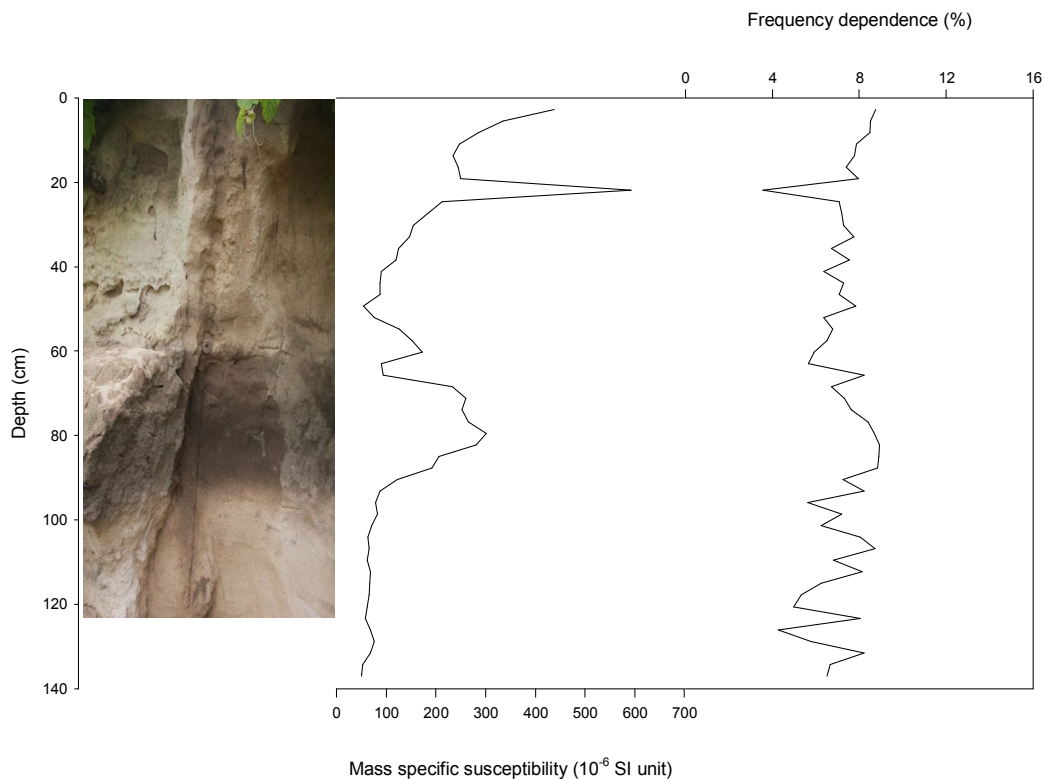 Frequency dependence (%)
0 4 8 12 16
0
20
40
60
80
100
120
140
Depth (cm)
0 100 200 300 400 500 600 700
Mass specific susceptibility (10⁻⁶ SI unit)